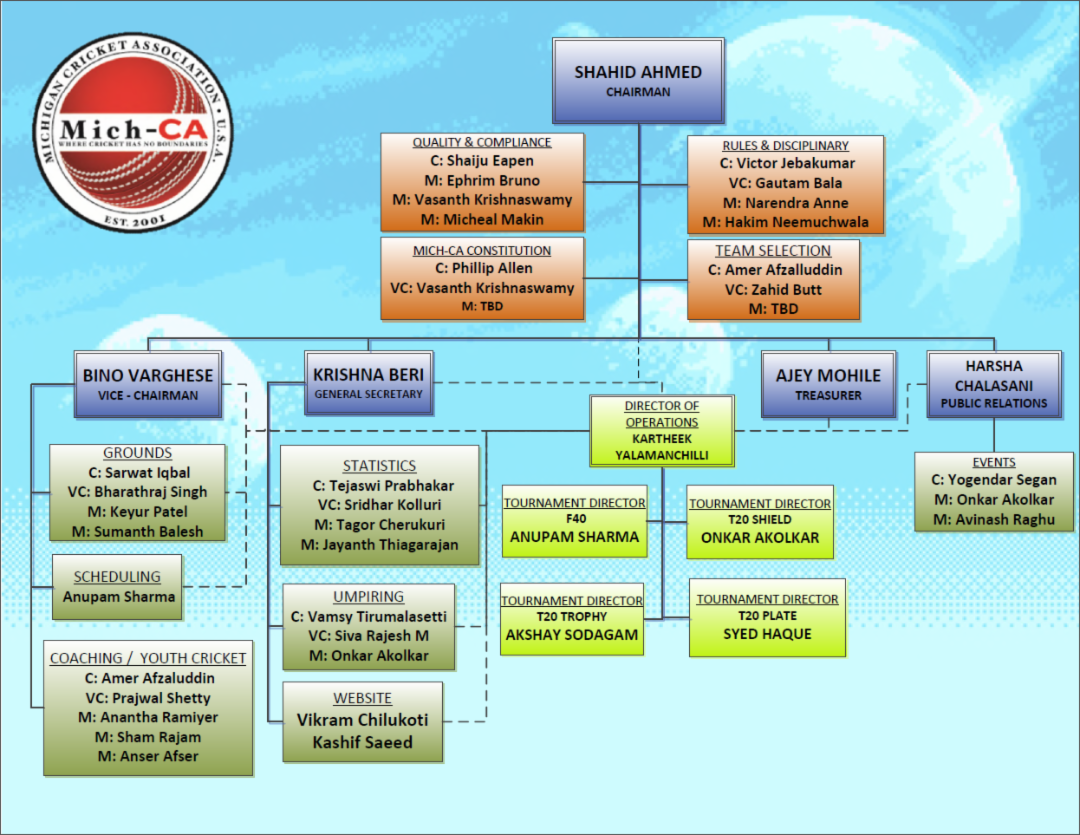 MICHIGAN CRICKET ASSOCIATION • U.S.A.
Mich-CA
WHERE CRICKET HAS NO BOUNDARIES
EST. 2001
SHAHID AHMED
CHAIRMAN
QUALITY & COMPLIANCE
C: Shaiju Eapen
M: Ephrim Bruno
M: Vasanth Krishnaswamy
M: Micheal Makin
RULES & DISCIPLINARY
C: Victor Jebakumar
VC: Gautam Bala
M: Narendra Anne
M: Hakim Neemuchwala
MICH-CA CONSTITUTION
C: Phillip Allen
VC: Vasanth Krishnaswamy
M: TBD
TEAM SELECTION
C: Amer Afzalluddin
VC: Zahid Butt
M: TBD
BINO VARGHESE
VICE - CHAIRMAN
KRISHNA BERI
GENERAL SECRETARY
AJEY MOHILE
TREASURER
HARSHA
CHALASANI
PUBLIC RELATIONS
DIRECTOR OF
OPERATIONS
KARTHEEK
YALAMANCHILLI
GROUNDS
C: Sarwat Iqbal
VC: Bharathraj Singh
M: Keyur Patel
M: Sumanth Balesh
STATISTICS
C: Tejaswi Prabhakar
VC: Sridhar Kolluri
M: Tagor Cherukuri
M: Jayanth Thiagarajan
EVENTS
C: Yogendar Segan
M: Onkar Akolkar
M: Avinash Raghu
TOURNAMENT DIRECTOR
F40
ANUPAM SHARMA
TOURNAMENT DIRECTOR
T20 SHIELD
ONKAR AKOLKAR
SCHEDULING
Anupam Sharma
UMPIRING
C: Vamsy Tirumalasetti
VC: Siva Rajesh M
M: Onkar Akolkar
TOURNAMENT DIRECTOR
T20 TROPHY
AKSHAY SODAGAM
TOURNAMENT DIRECTOR
T20 PLATE
SYED HAQUE
COACHING / YOUTH CRICKET
C: Amer Afzaluddin
VC: Prajwal Shetty
M: Anantha Ramiyer
M: Sham Rajam
M: Anser Afser
WEBSITE
Vikram Chilukoti
Kashif Saeed